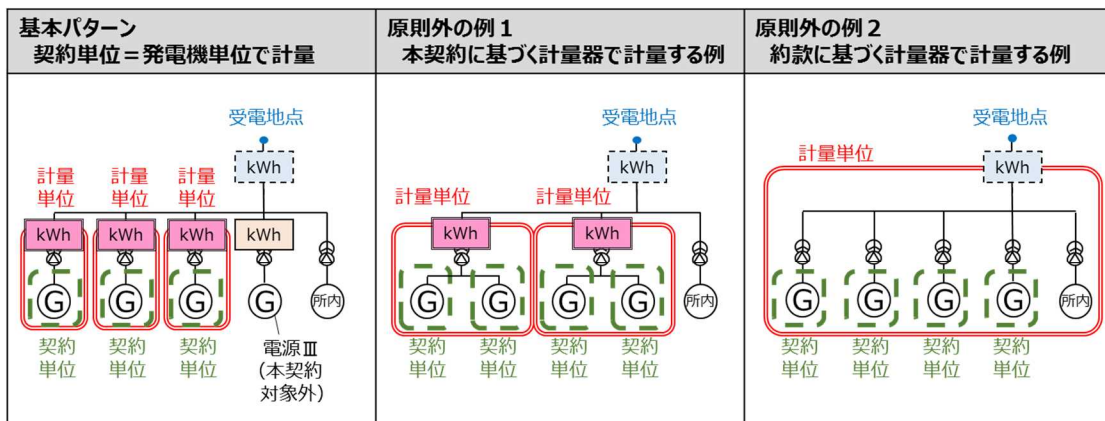 基本パターン
契約単位=発電機単位で計量
受電地点
kWh
計量
単位
計量
単位
計量
単位
kWh
kWh
kWh
kWh
G
G
G
G
所内
契約
単位
契約
単位
契約
単位
電源Ⅲ
(本契約
対象外)
原則外の例1
本契約に基づく計量器で計量する例
受電地点
kWh
計量単位
計量単位
kWh
kWh
G
G
G
G
所内
契約
単位
契約
単位
契約
単位
契約
単位
原則外の例2
約款に基づく計量器で計量する例
受電地点
計量単位
kWh
G
G
G
G
所内
契約
単位
契約
単位
契約
単位
契約
単位